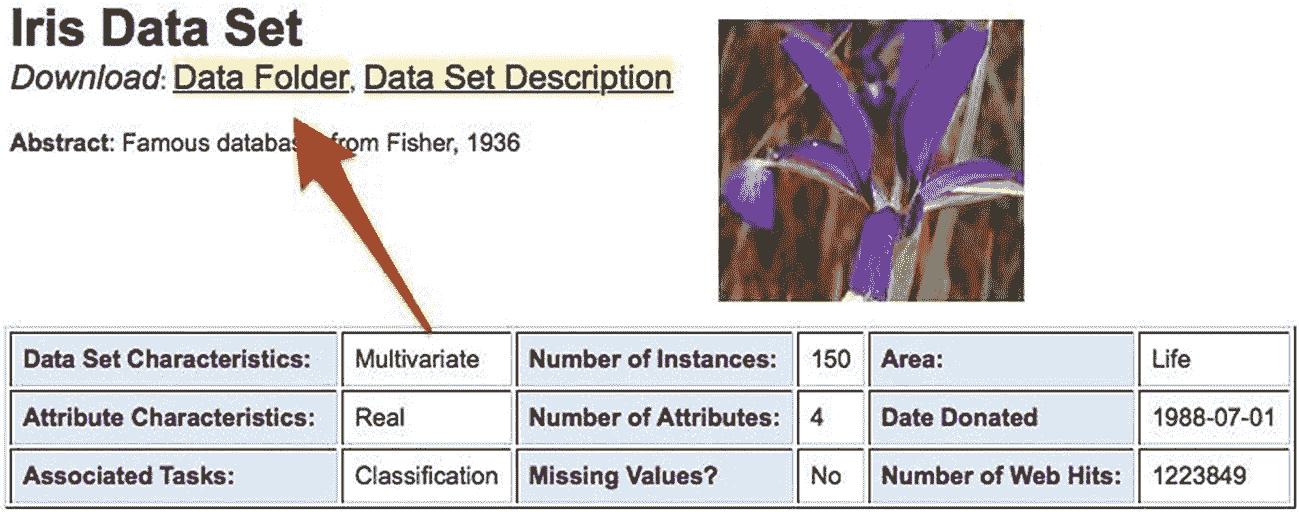 Iris Data Set
Download: Data Folder, Data Set Description
Abstract: Famous database from Fisher, 1936
Data Set Characteristics: Multivariate Number of Instances: 150 Area: Life
Attribute Characteristics: Real Number of Attributes: 4 Date Donated 1988-07-01
Associated Tasks: Classification Missing Values? No Number of Web Hits: 1223849